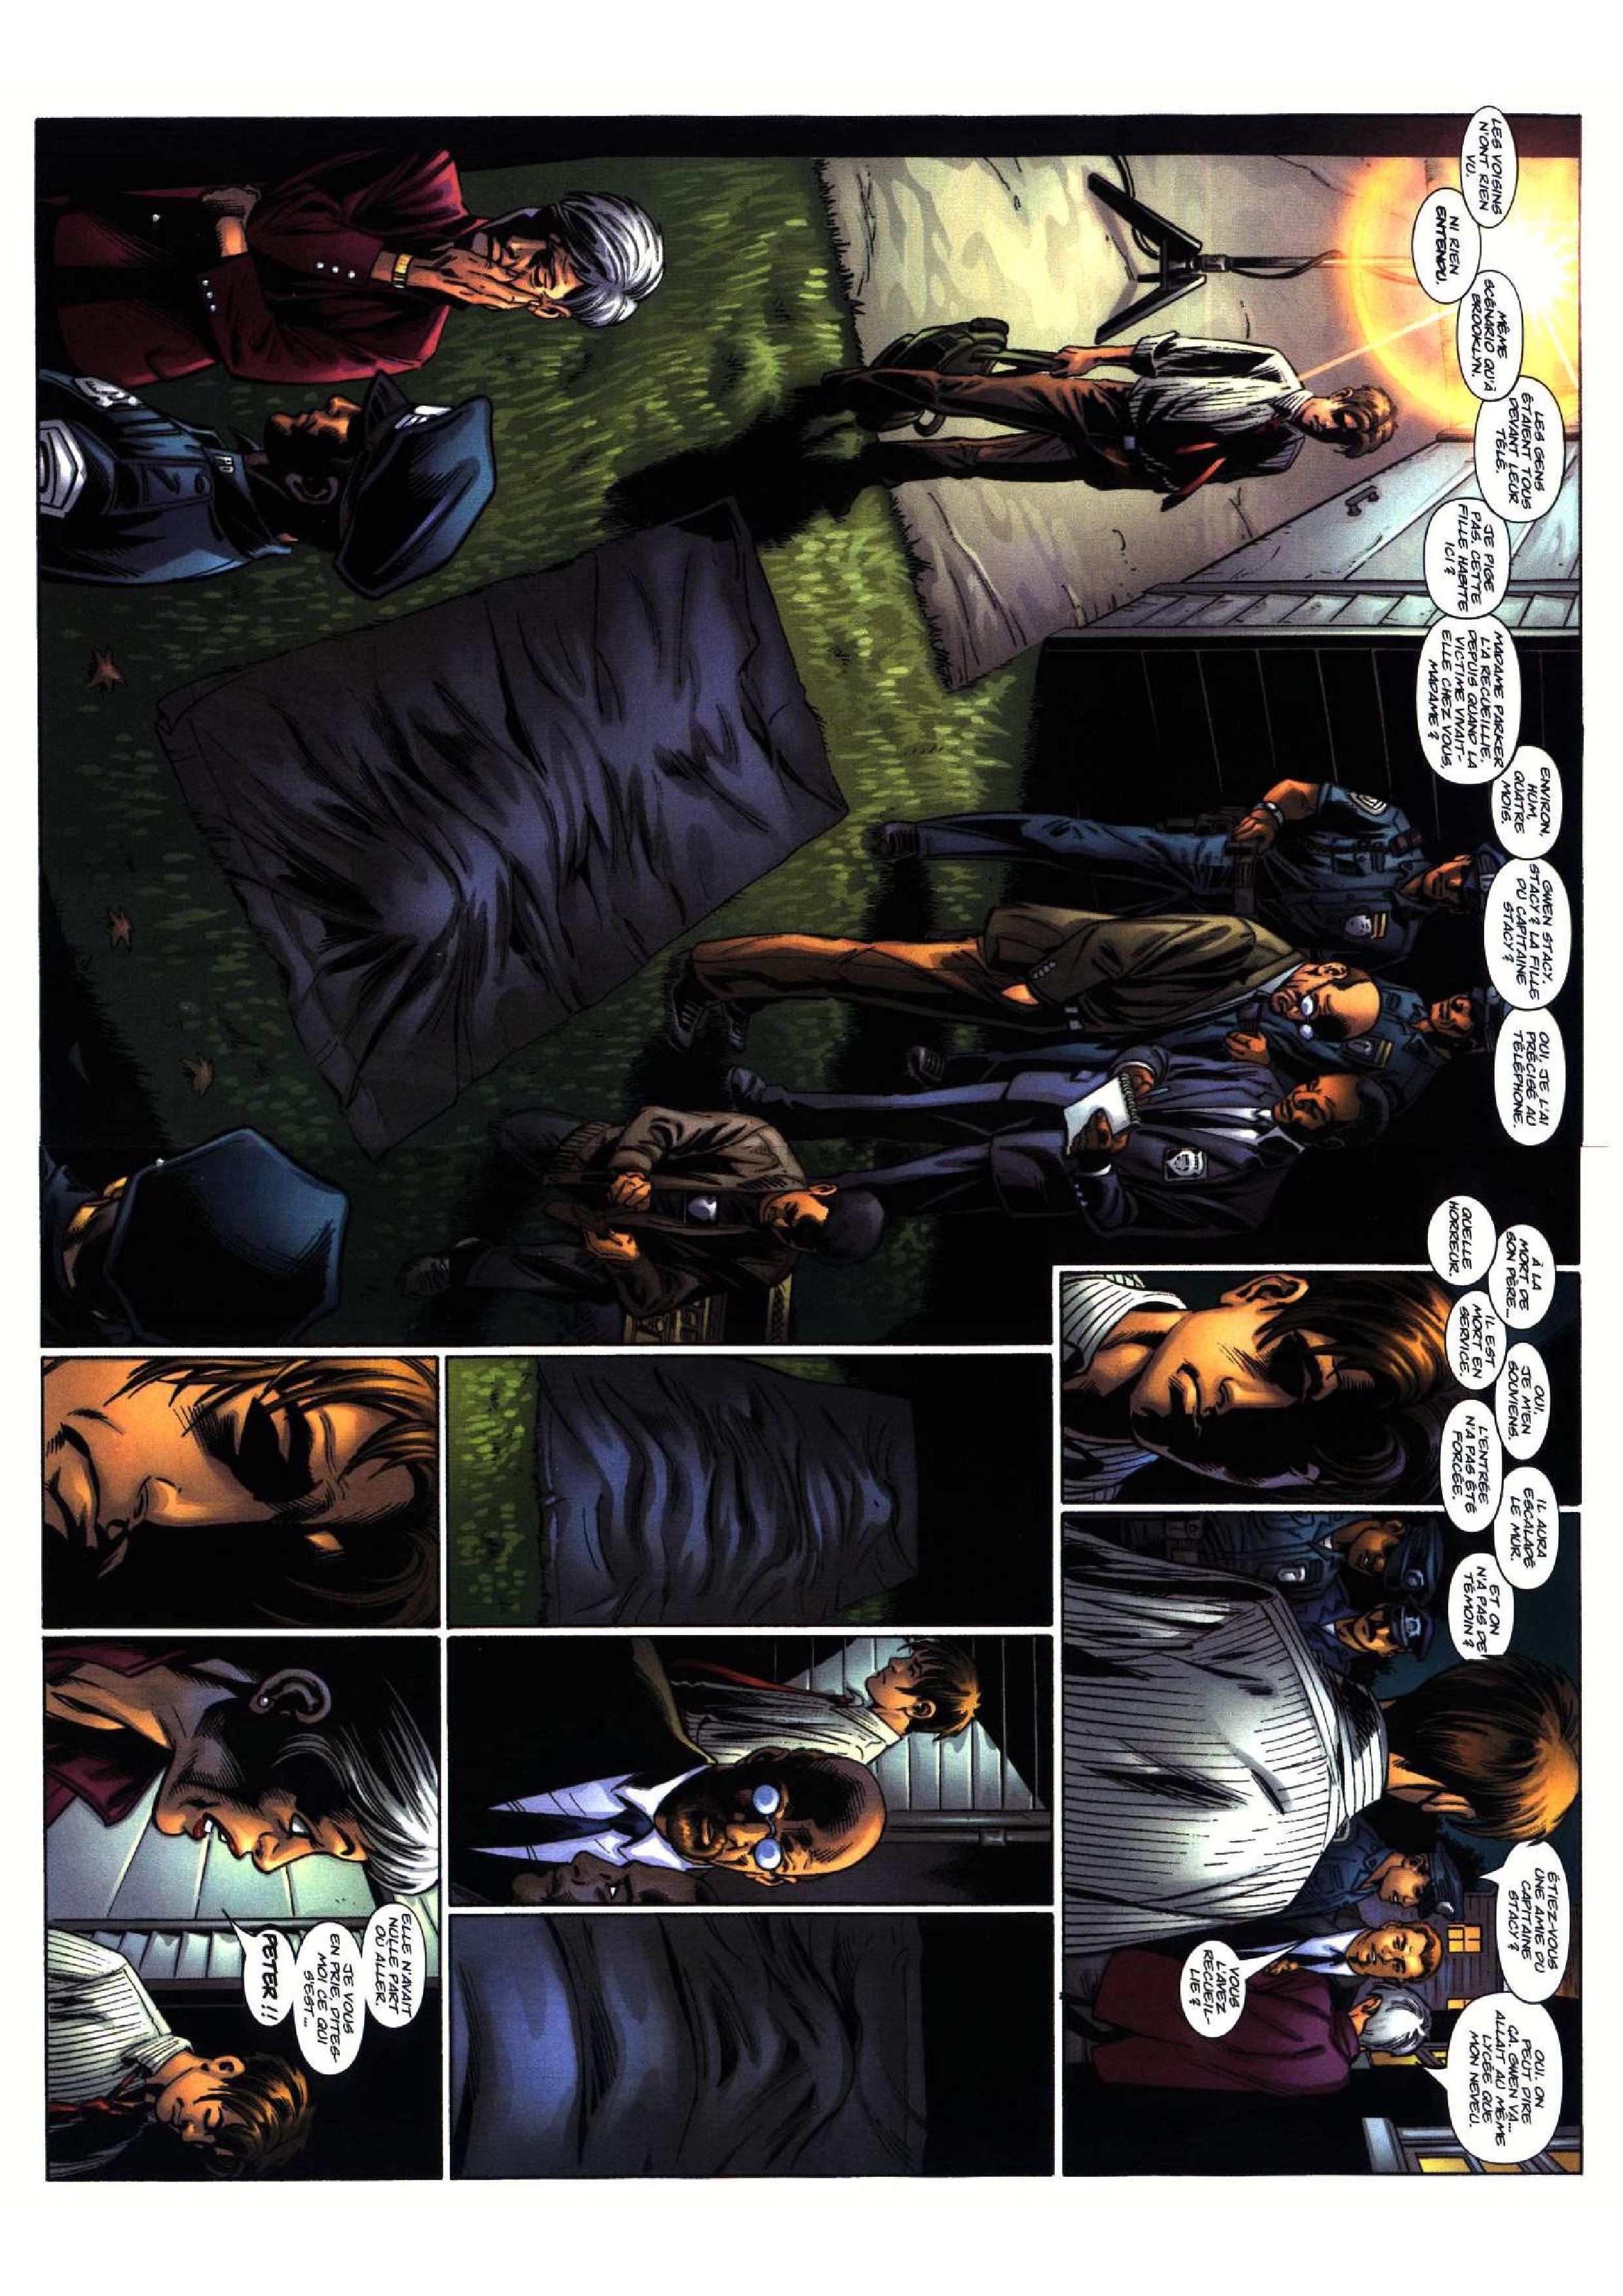 LES VOISINS
N'ONT RIEN
VU.
NI RIEN
ENTENDU.
MÊME
SCÉNARIO QU'À
BROOKLYN.
LES GENS
ÉTAIENT TOUS
DEVANT LEUR
TÉLÉ.
JE PIGE
PAS. CETTE
FILLE HABITE
ICI ?
MADAME PARKER
L'A RECUEILLIE.
DEPUIS QUAND LA
VICTIME VIVAIT-
ELLE CHEZ VOUS,
MADAME ?
ENVIRON,
HUM,
QUATRE
MOIS.
GWEN STACY.
STACY ? LA FILLE
DU CAPITAINE
STACY ?
OUI, JE L'AI
PRÉCISÉ AU
TÉLÉPHONE.
À LA
MORT DE
SON PÈRE...
QUELLE
HORREUR.
IL EST
MORT EN
SERVICE.
OUI,
JE M'EN
SOUVIENS.
L'ENTRÉE
N'A PAS ÉTÉ
FORCÉE.
IL AURA
ESCALADÉ
LE MUR.
ET ON
N'A PAS DE
TÉMOIN ?
ÉTIEZ-VOUS
UNE AMIE DU
CAPITAINE
STACY ?
VOUS
L'AVEZ
RECUEIL-
LIE ?
OUI. ON
PEUT DIRE
ÇA. GWEN VA...
ALLAIT AU MÊME
LYCÉE QUE
MON NEVEU.
ELLE N'AVAIT
NULLE PART
OÙ ALLER.
JE VOUS
EN PRIE, DITES-
MOI CE QUI
S'EST...
PETER !!
PD